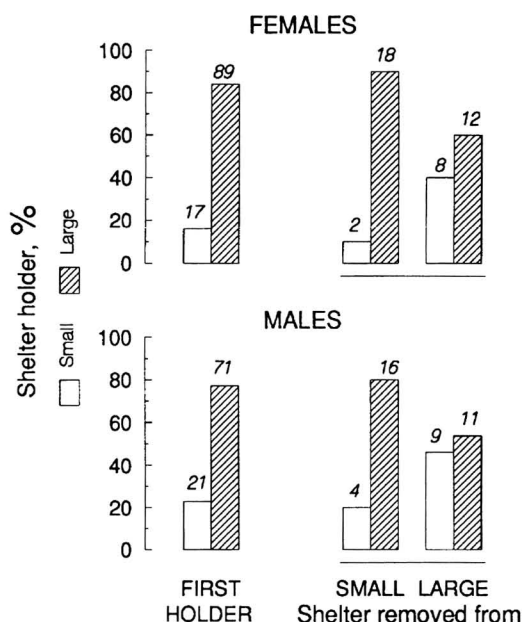 FEMALES
100
80
60
40
20
0
17
89
2
18
8
12
Shelter holder, %
Small
Large
MALES
100
80
60
40
20
0
21
71
4
16
9
11
FIRST
HOLDER
SMALL LARGE
Shelter removed from